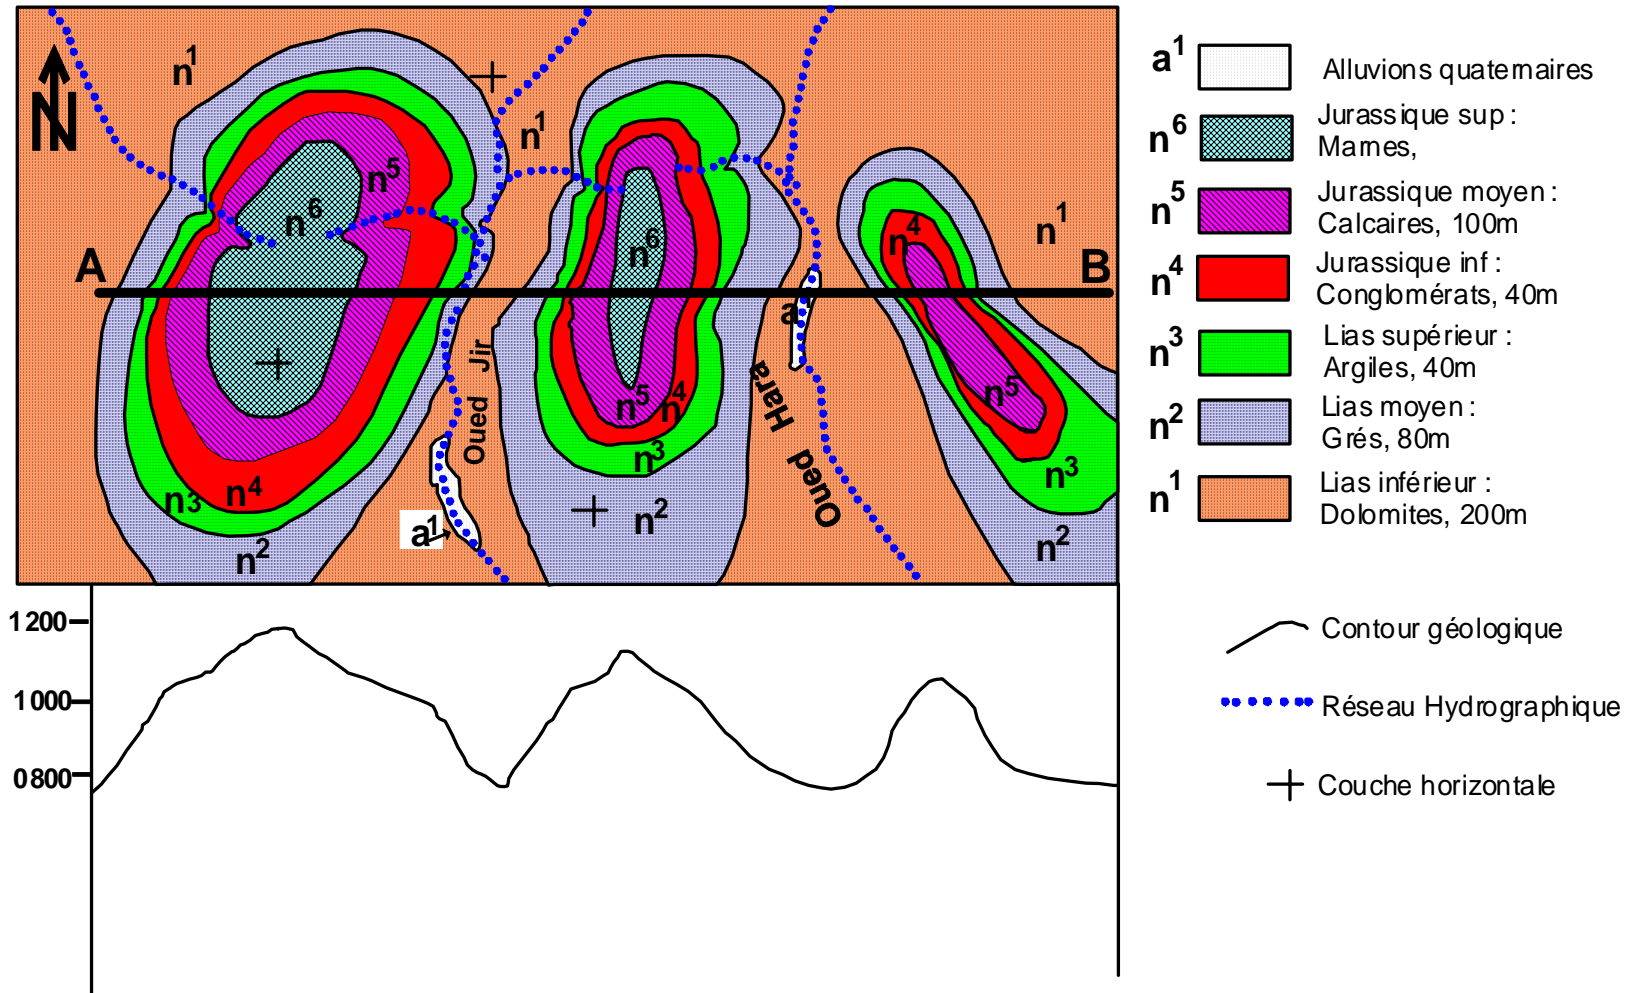 n1
n1
N
n5
n6
n1
n4
n6
A
B
a
Oued Jir
Oued Hara
n5
n4
n5
n3
n3
n4
n3
n2
a1
n2
n2
1200
1000
0800
a1
Alluvions quaternaires
n6
Jurassique sup :
Marnes,
n5
Jurassique moyen :
Calcaires, 100m
n4
Jurassique inf :
Conglomérats, 40m
n3
Lias supérieur :
Argiles, 40m
n2
Lias moyen :
Grés, 80m
n1
Lias inférieur :
Dolomites, 200m
Contour géologique
Réseau Hydrographique
Couche horizontale